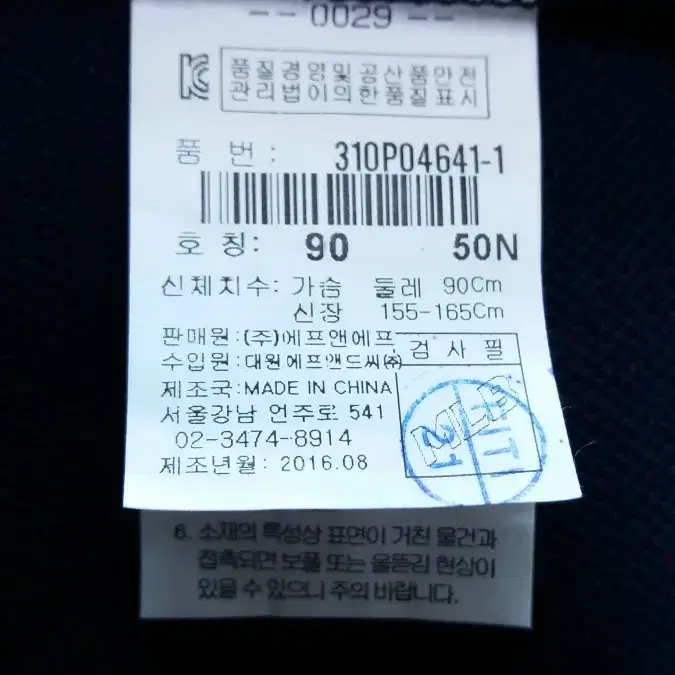 -- 0029 --
품질경영및공산품안전
관리법이의한품질표시
품 번 : 310P04641-1
호 칭: 90 50N
신체치수: 가슴 둘레 90Cm
신장 155-165Cm
판매원:(주)에프앤에프
수입원: 대원에프앤드씨㈜
검 사 필
제조국:MADE IN CHINA
서울강남 언주로 541
02-3474-8914
제조년월: 2016.08
MLB
FITI
21
6. 소재의 특성상 표면이 거친 물건과
접촉되면 보풀 또는 올뜯김 현상이
있을 수 있으니 주의 바랍니다.